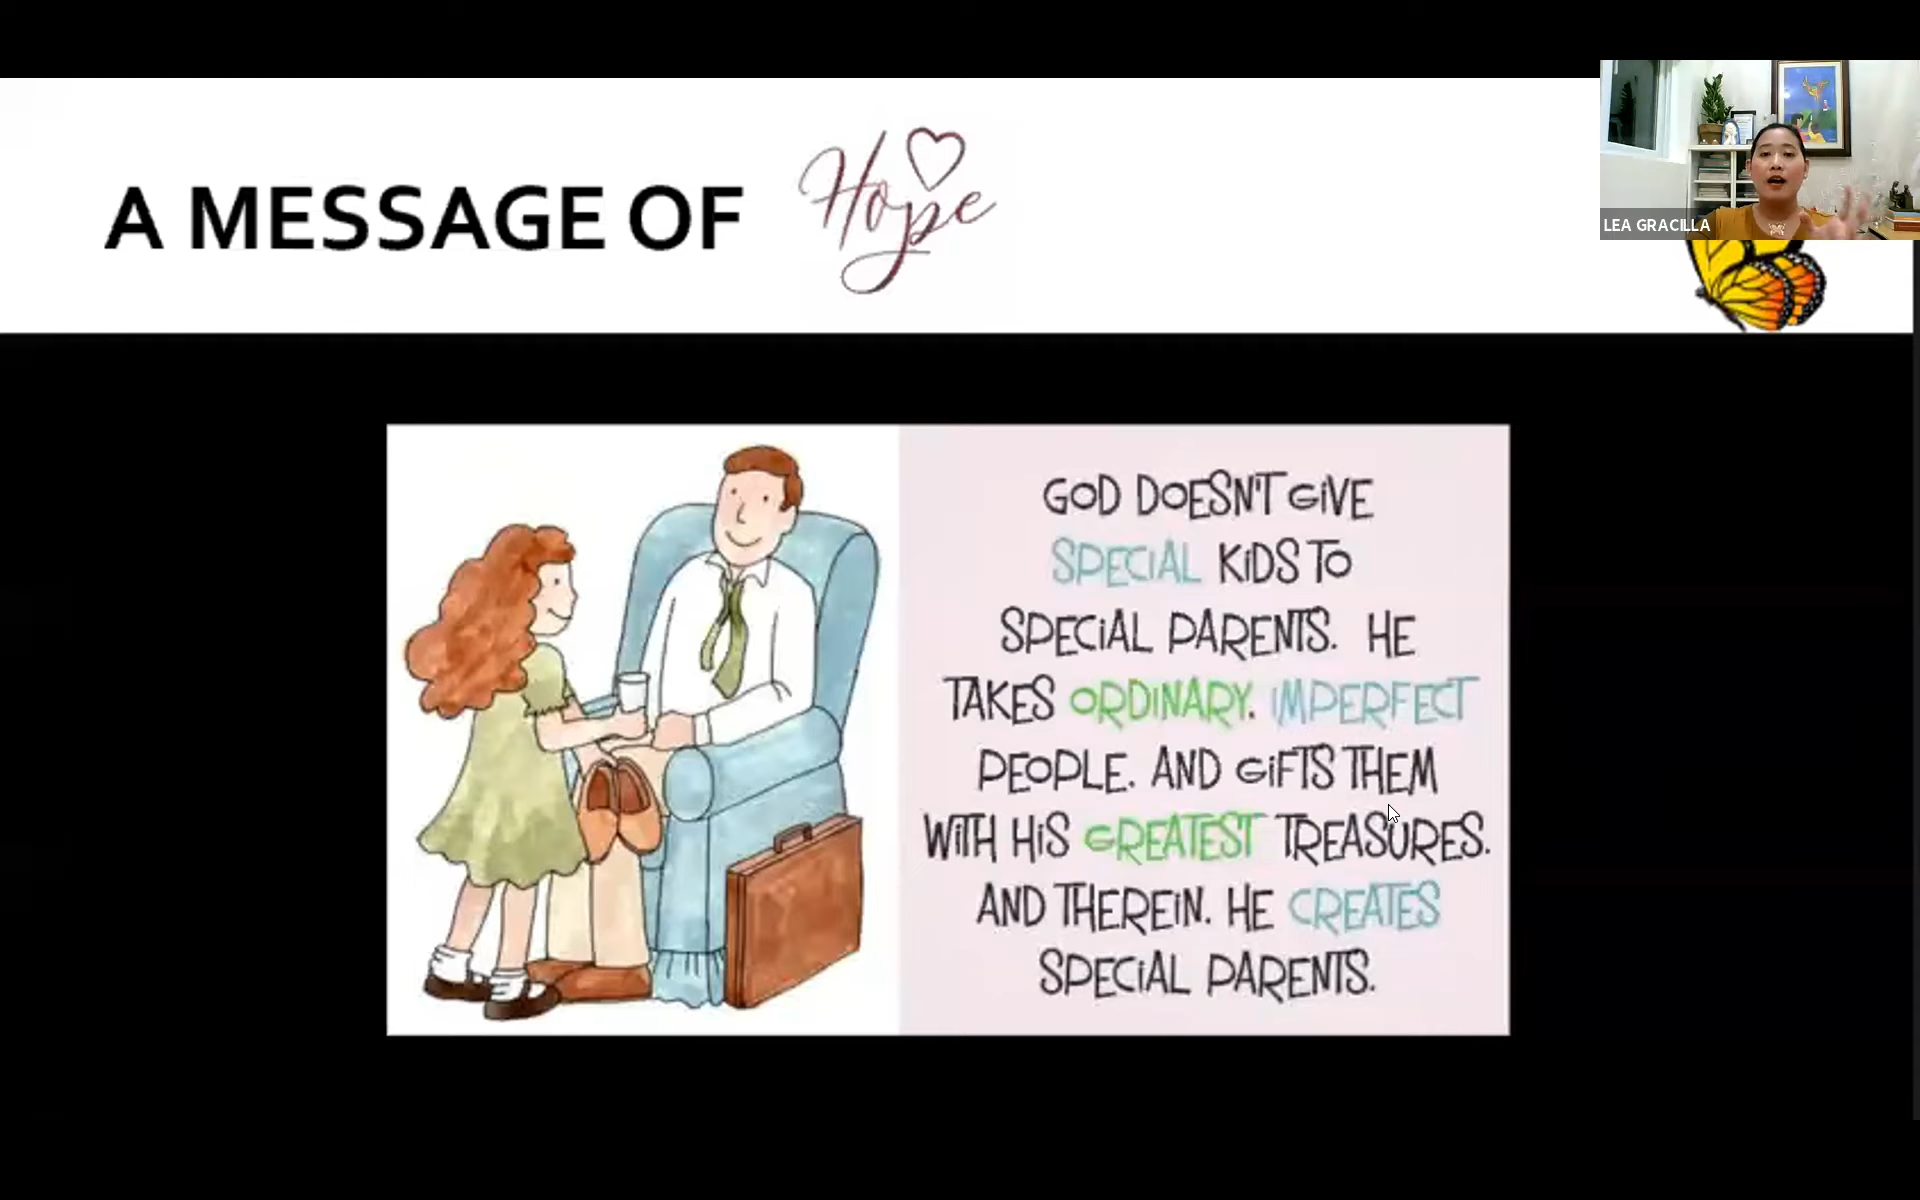 A MESSAGE OF Hope
LEA GRACILLA
GOD DOESN'T GIVE
SPECIAL KIDS TO
SPECIAL PARENTS. HE
TAKES ORDINARY, IMPERFECT
PEOPLE. AND GIFTS THEM
WITH HIS GREATEST TREASURES.
AND THEREIN. HE CREATES
SPECIAL PARENTS.